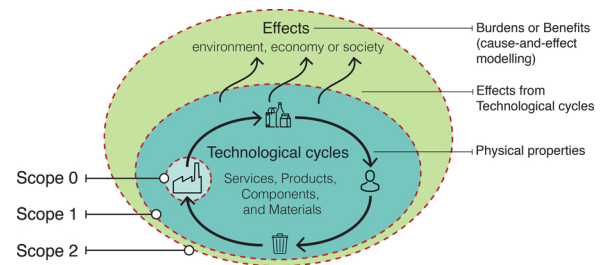 Effects
environment, economy or society
Burdens or Benefits
(cause-and-effect
modelling)
Effects from
Technological cycles
Technological cycles
Services, Products,
Components,
and Materials
Physical properties
Scope 0
Scope 1
Scope 2